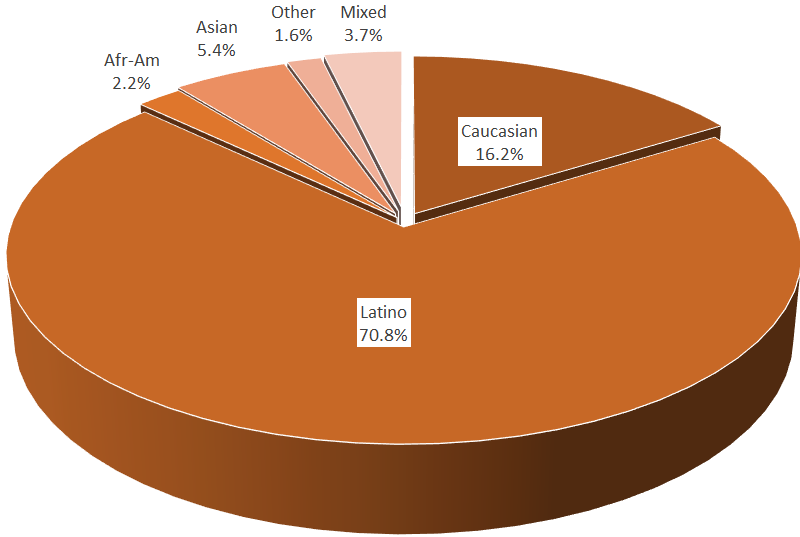 Other
1.6%
Mixed
3.7%
Asian
5.4%
Afr-Am
2.2%
Caucasian
16.2%
Latino
70.8%